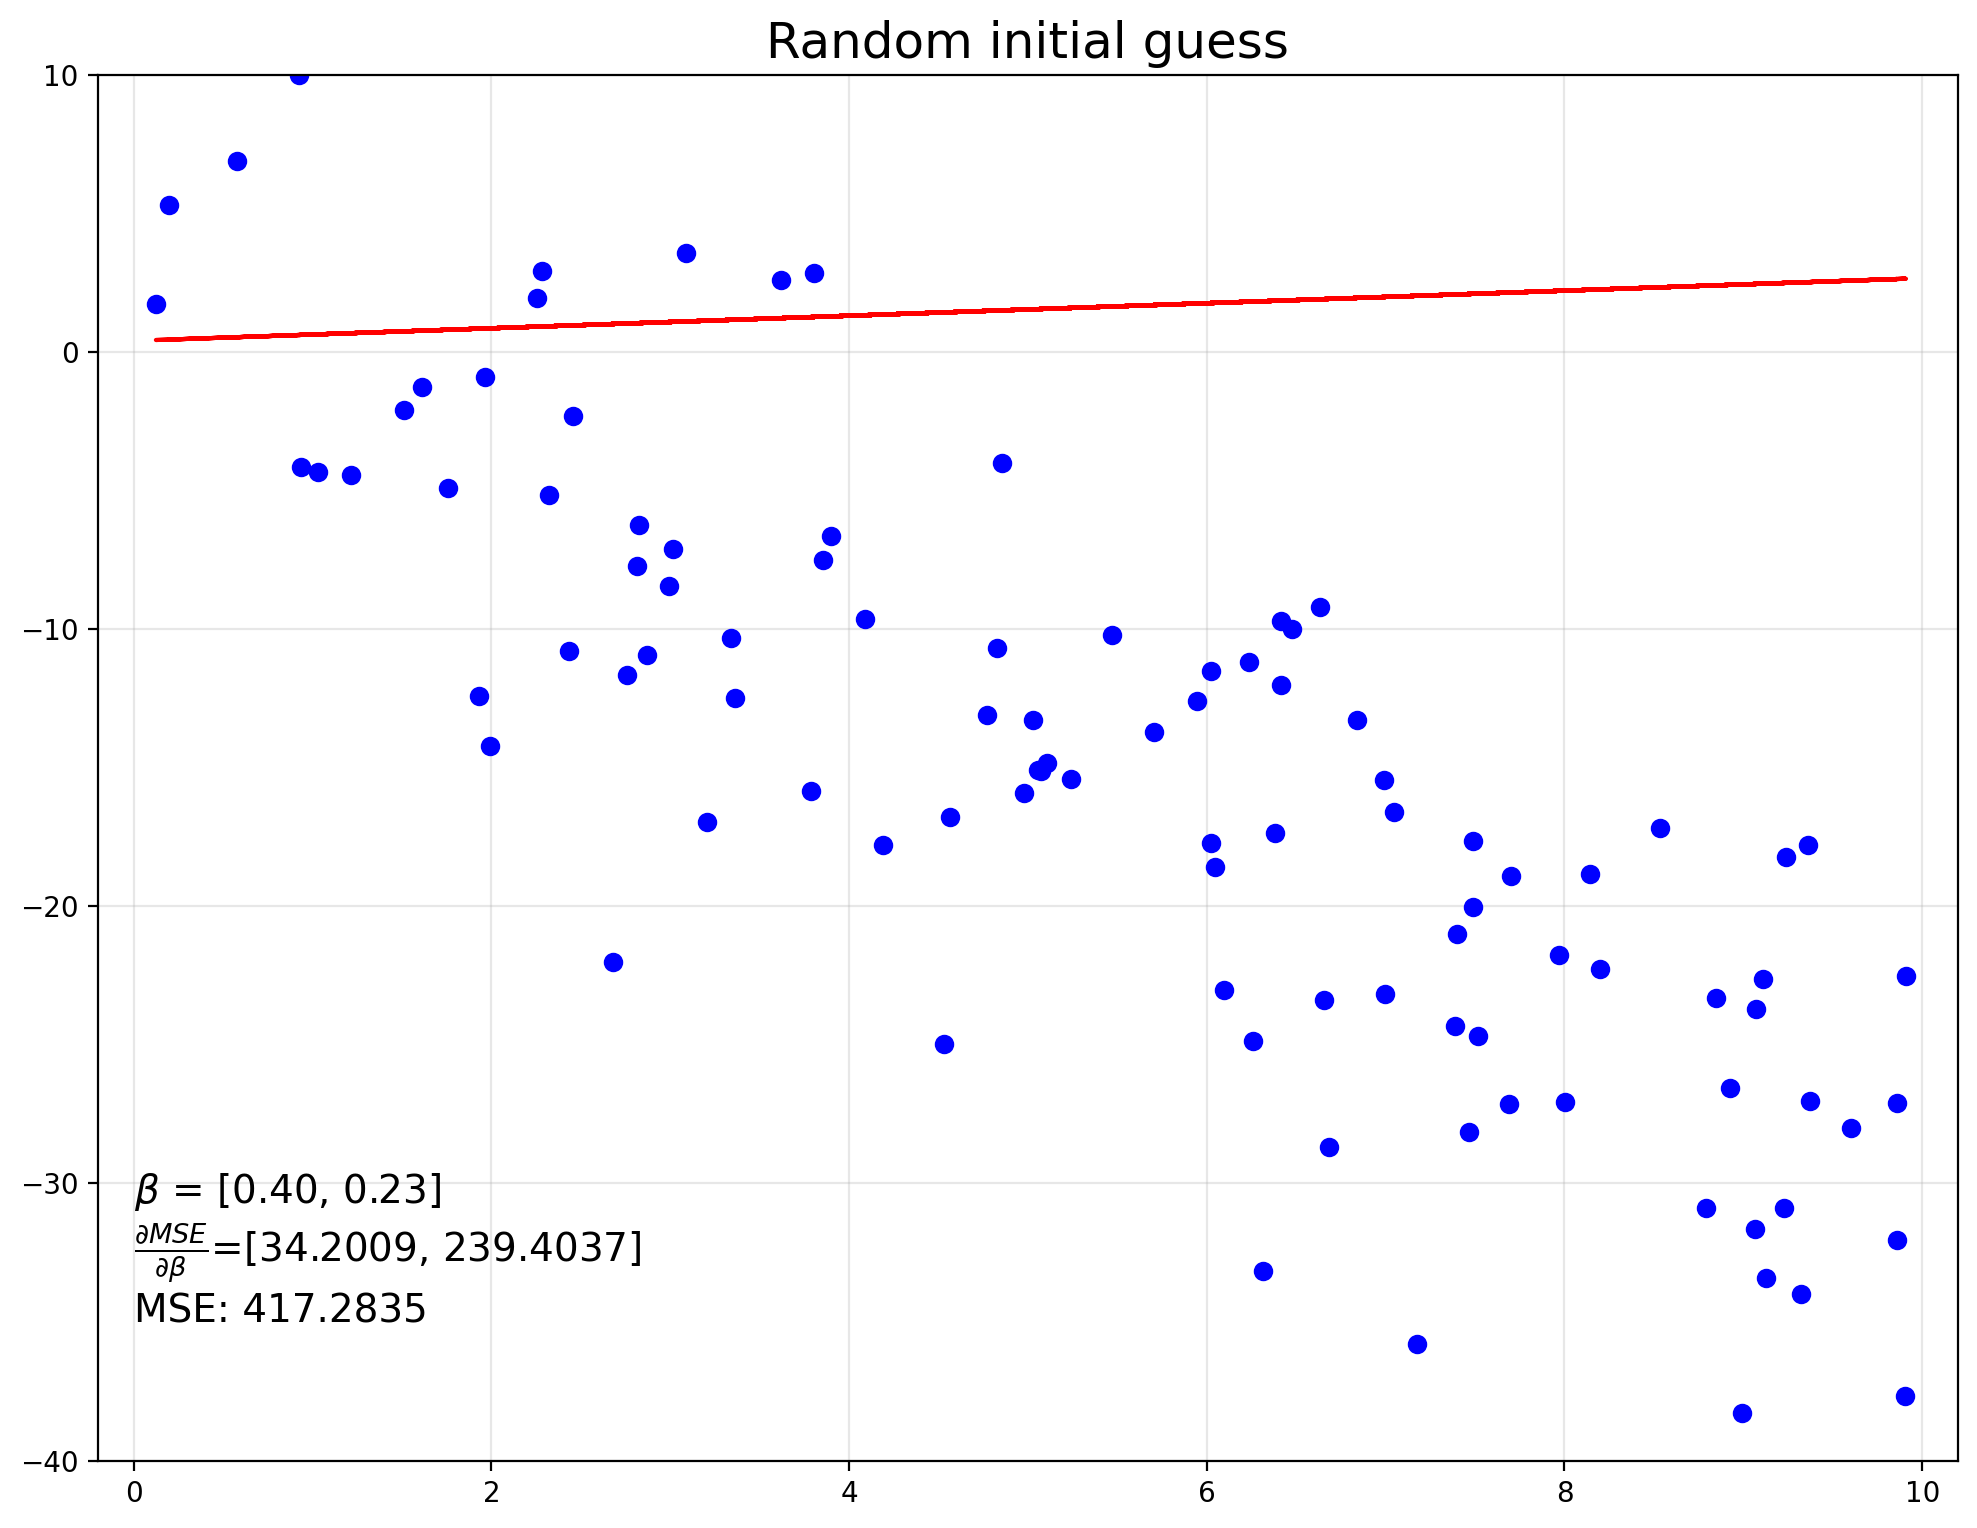 Random initial guess
10
0
−10
−20
−30
−40
β = [0.40, 0.23]
∂MSE/∂β=[34.2009, 239.4037]
MSE: 417.2835
0 2 4 6 8 10